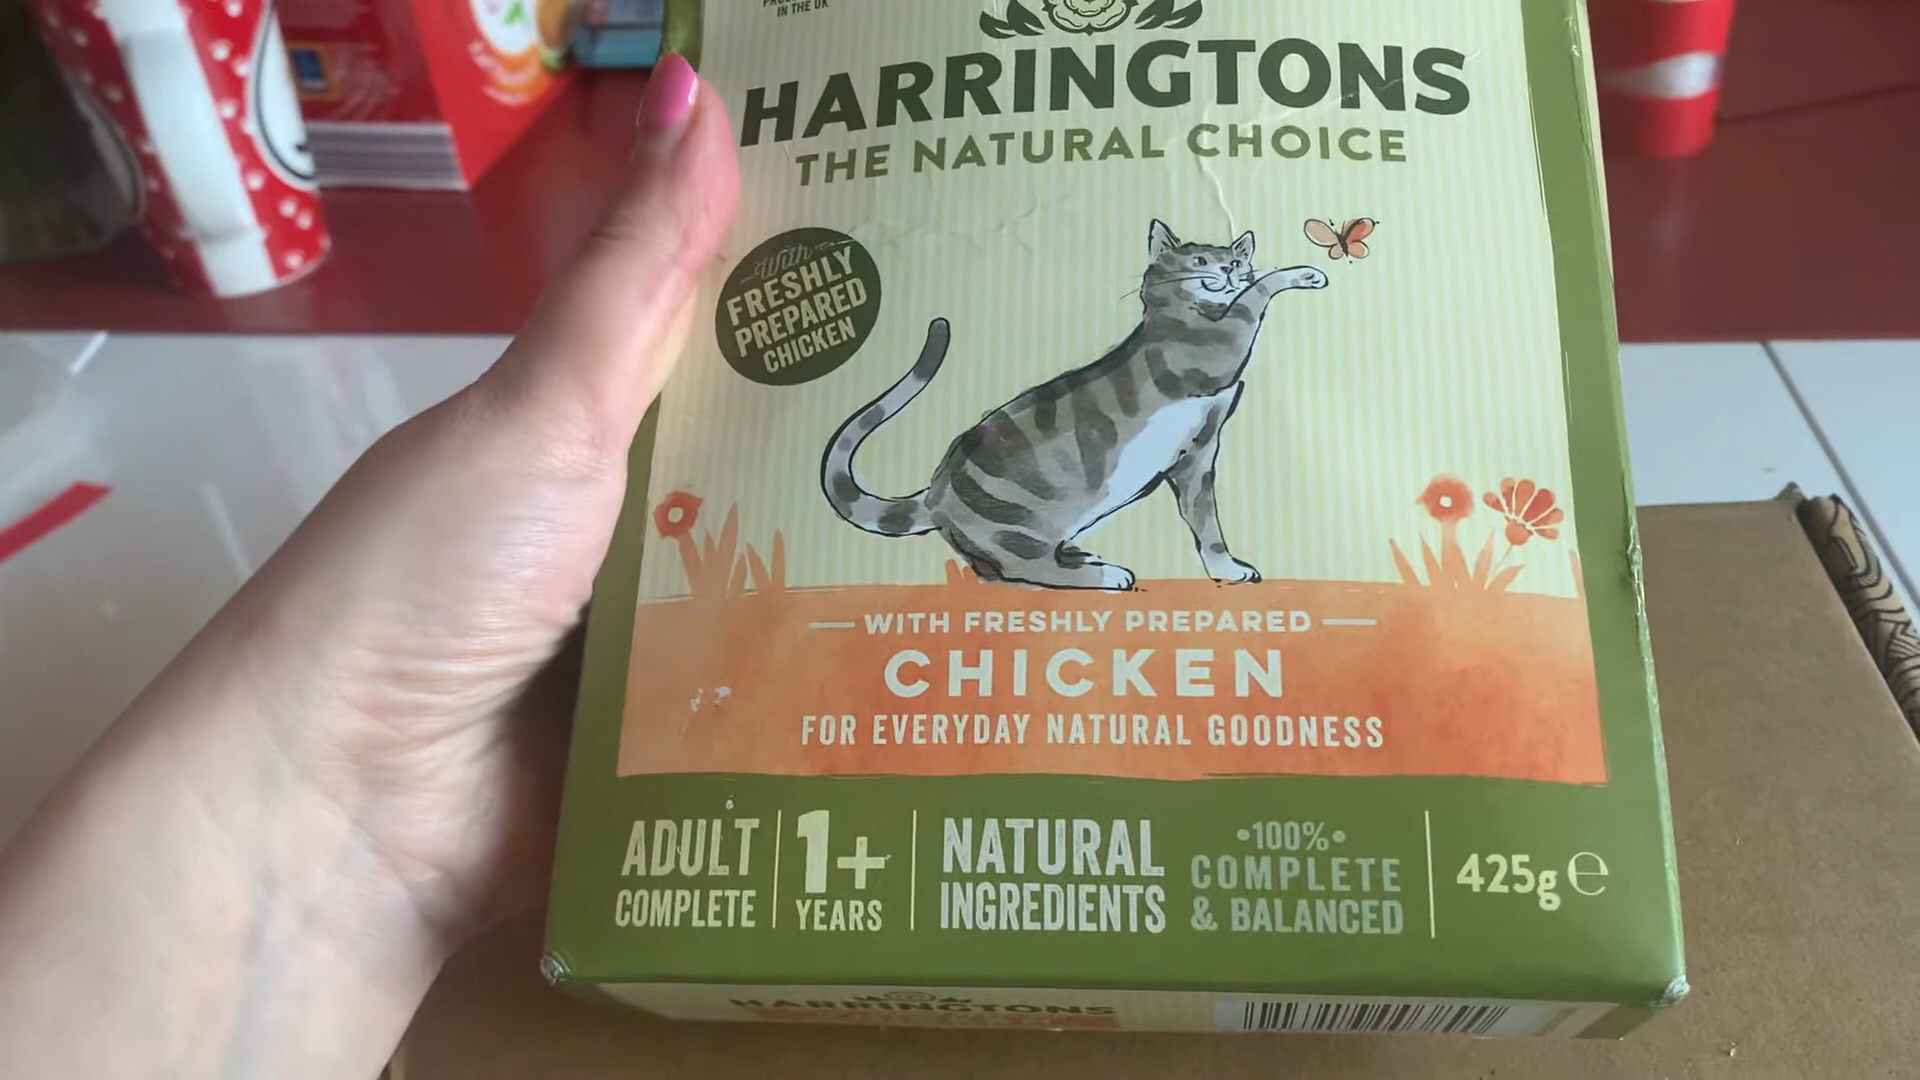 IN THE UK
HARRINGTONS
THE NATURAL CHOICE
With
FRESHLY
PREPARED
CHICKEN
WITH FRESHLY PREPARED
CHICKEN
FOR EVERYDAY NATURAL GOODNESS
ADULT
COMPLETE
1+
YEARS
NATURAL
INGREDIENTS
•100%•
COMPLETE
& BALANCED
425g ℮
HARRINGTONS